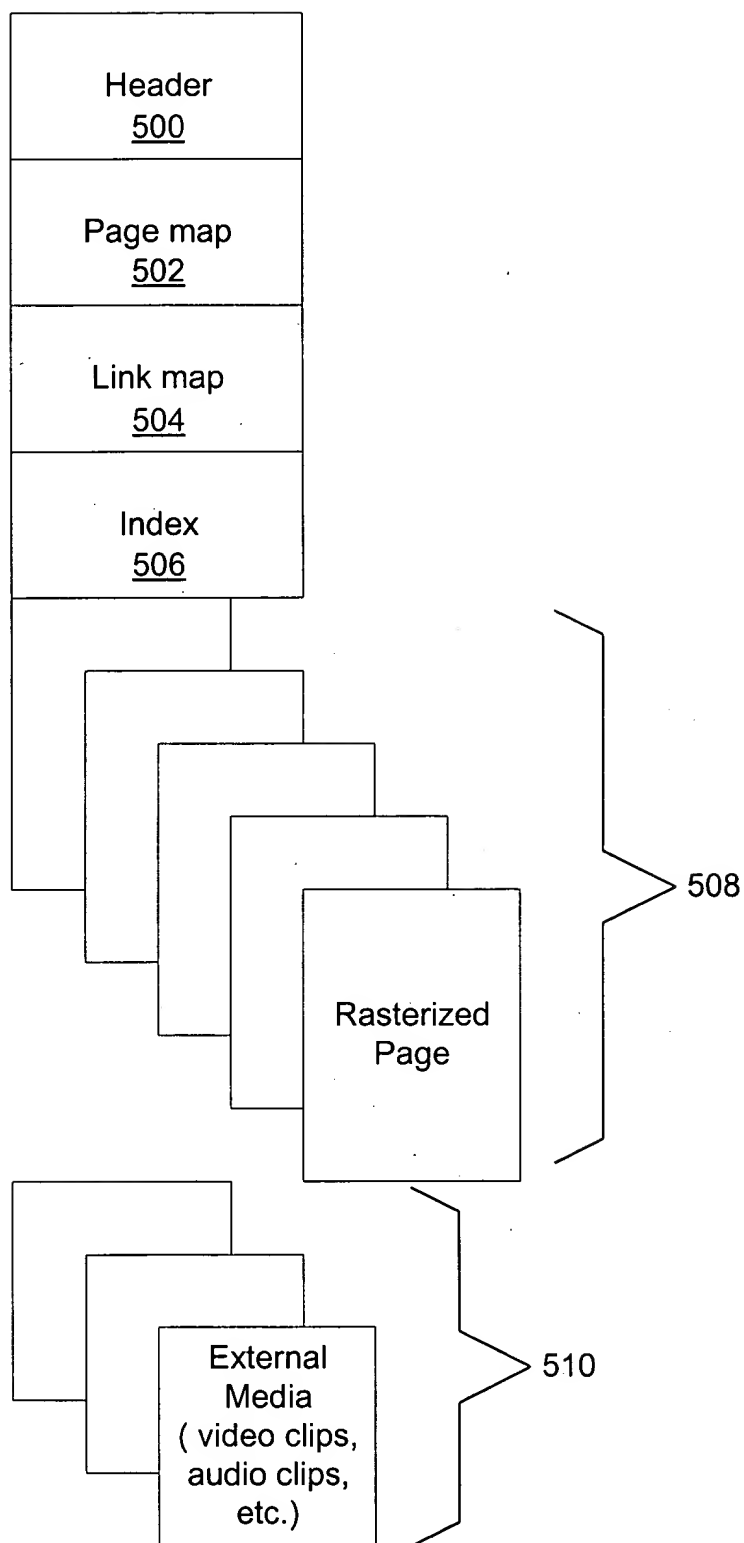 Header
500
Page map
502
Link map
504
Index
506
508
Rasterized
Page
510
External
Media
( video clips,
audio clips,
etc.)